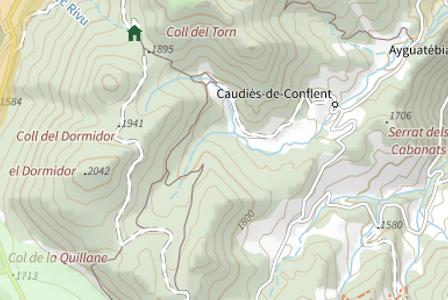 c Rivu
Coll del Torn
1895
Ayguatébia
Caudiès-de-Conflent
1584
1706
1941
Coll del Dormidor
Serrat dels
Cabanats
el Dormidor
2042
1800
1580
Col de la Quillane
1713